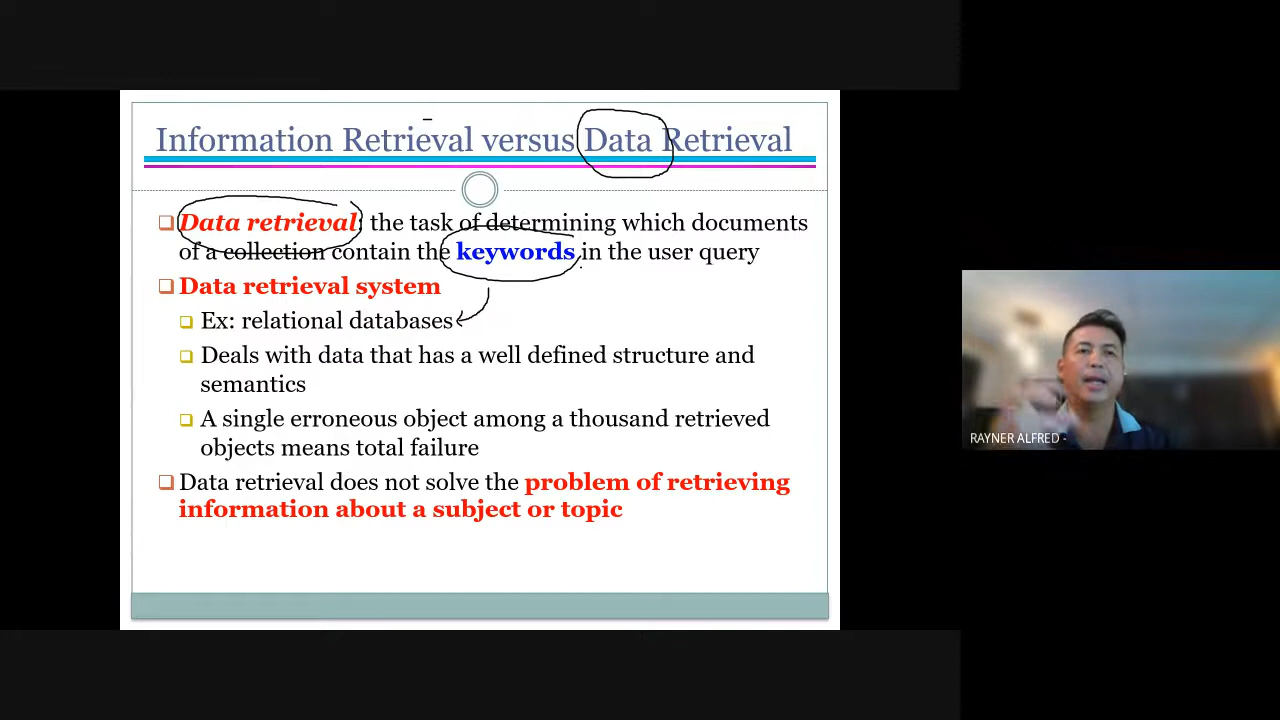 Information Retrieval versus Data Retrieval
Data retrieval: the task of determining which documents
of a collection contain the keywords in the user query
Data retrieval system
Ex: relational databases
Deals with data that has a well defined structure and
semantics
A single erroneous object among a thousand retrieved
objects means total failure
Data retrieval does not solve the problem of retrieving
information about a subject or topic
RAYNER ALFRED -